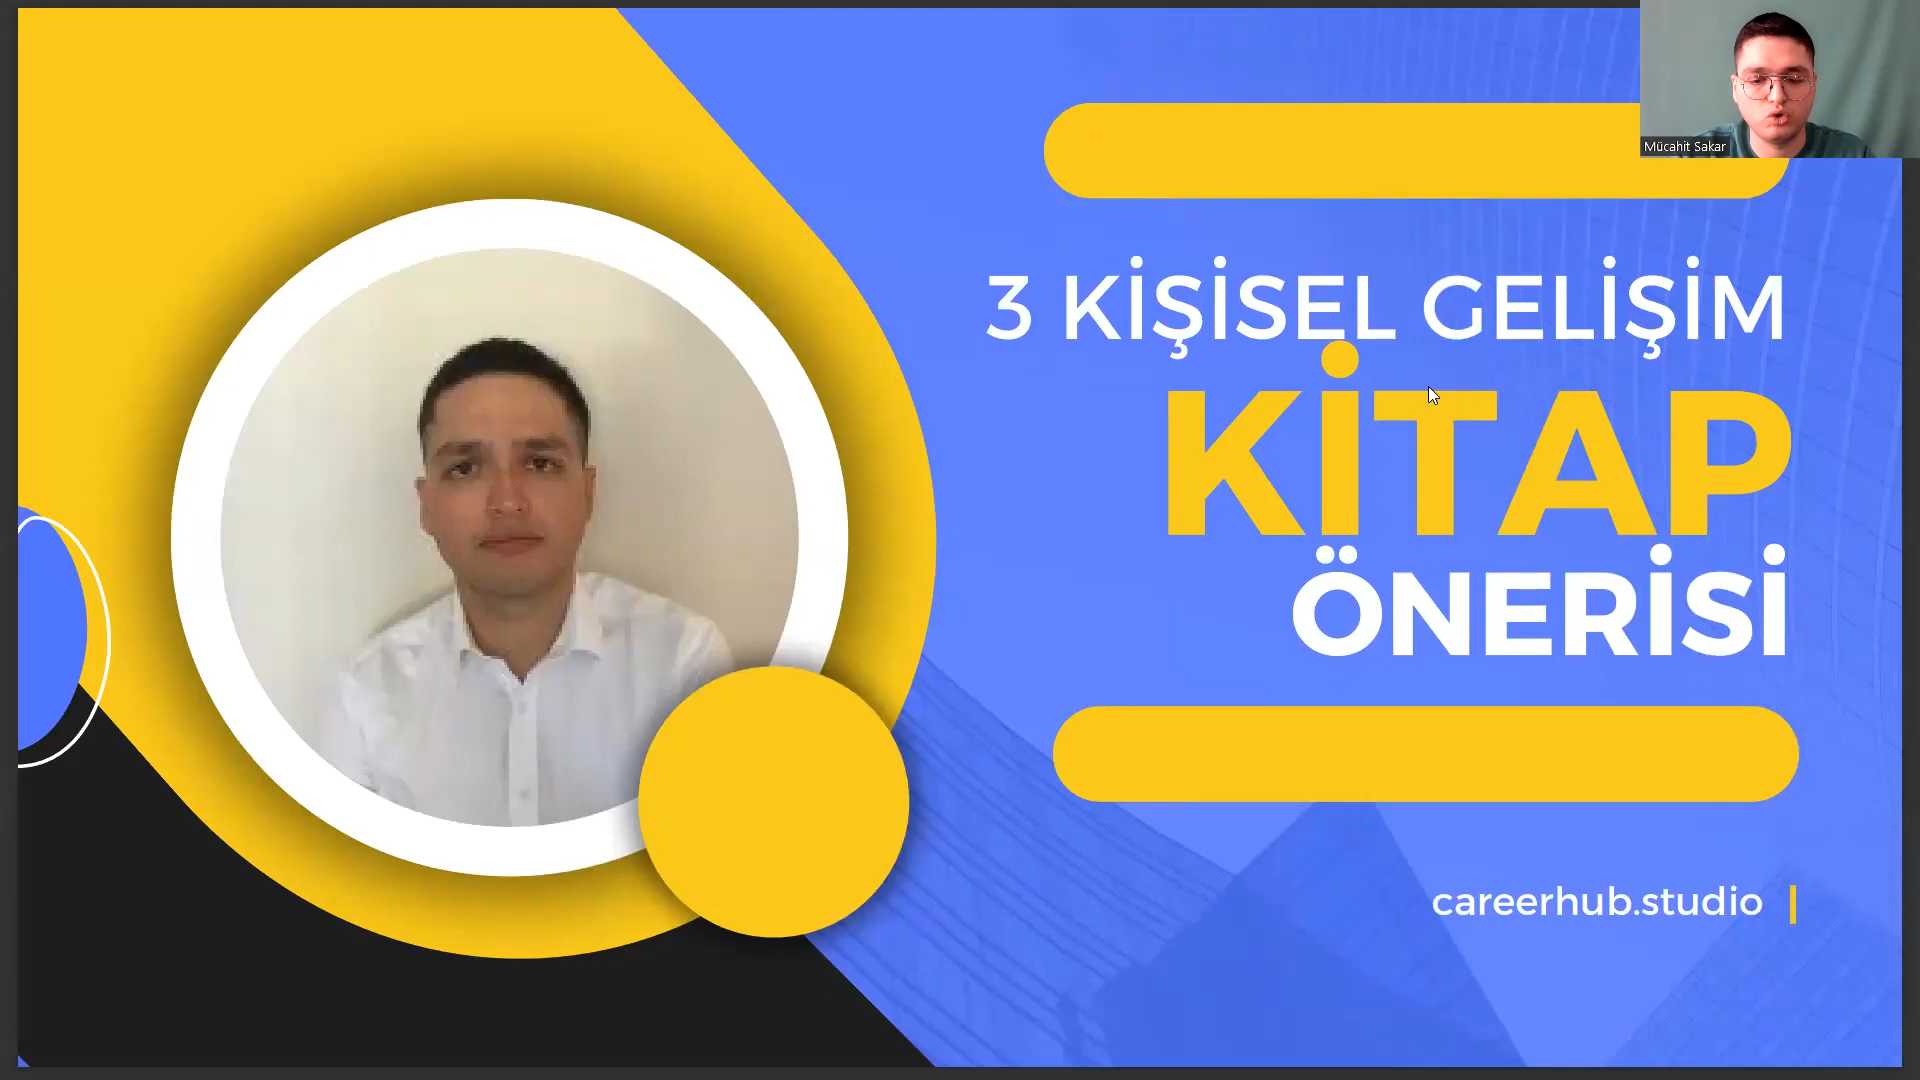 Mücahit Sakar
3 KİŞİSEL GELİŞİM
KİTAP
ÖNERİSİ
careerhub.studio